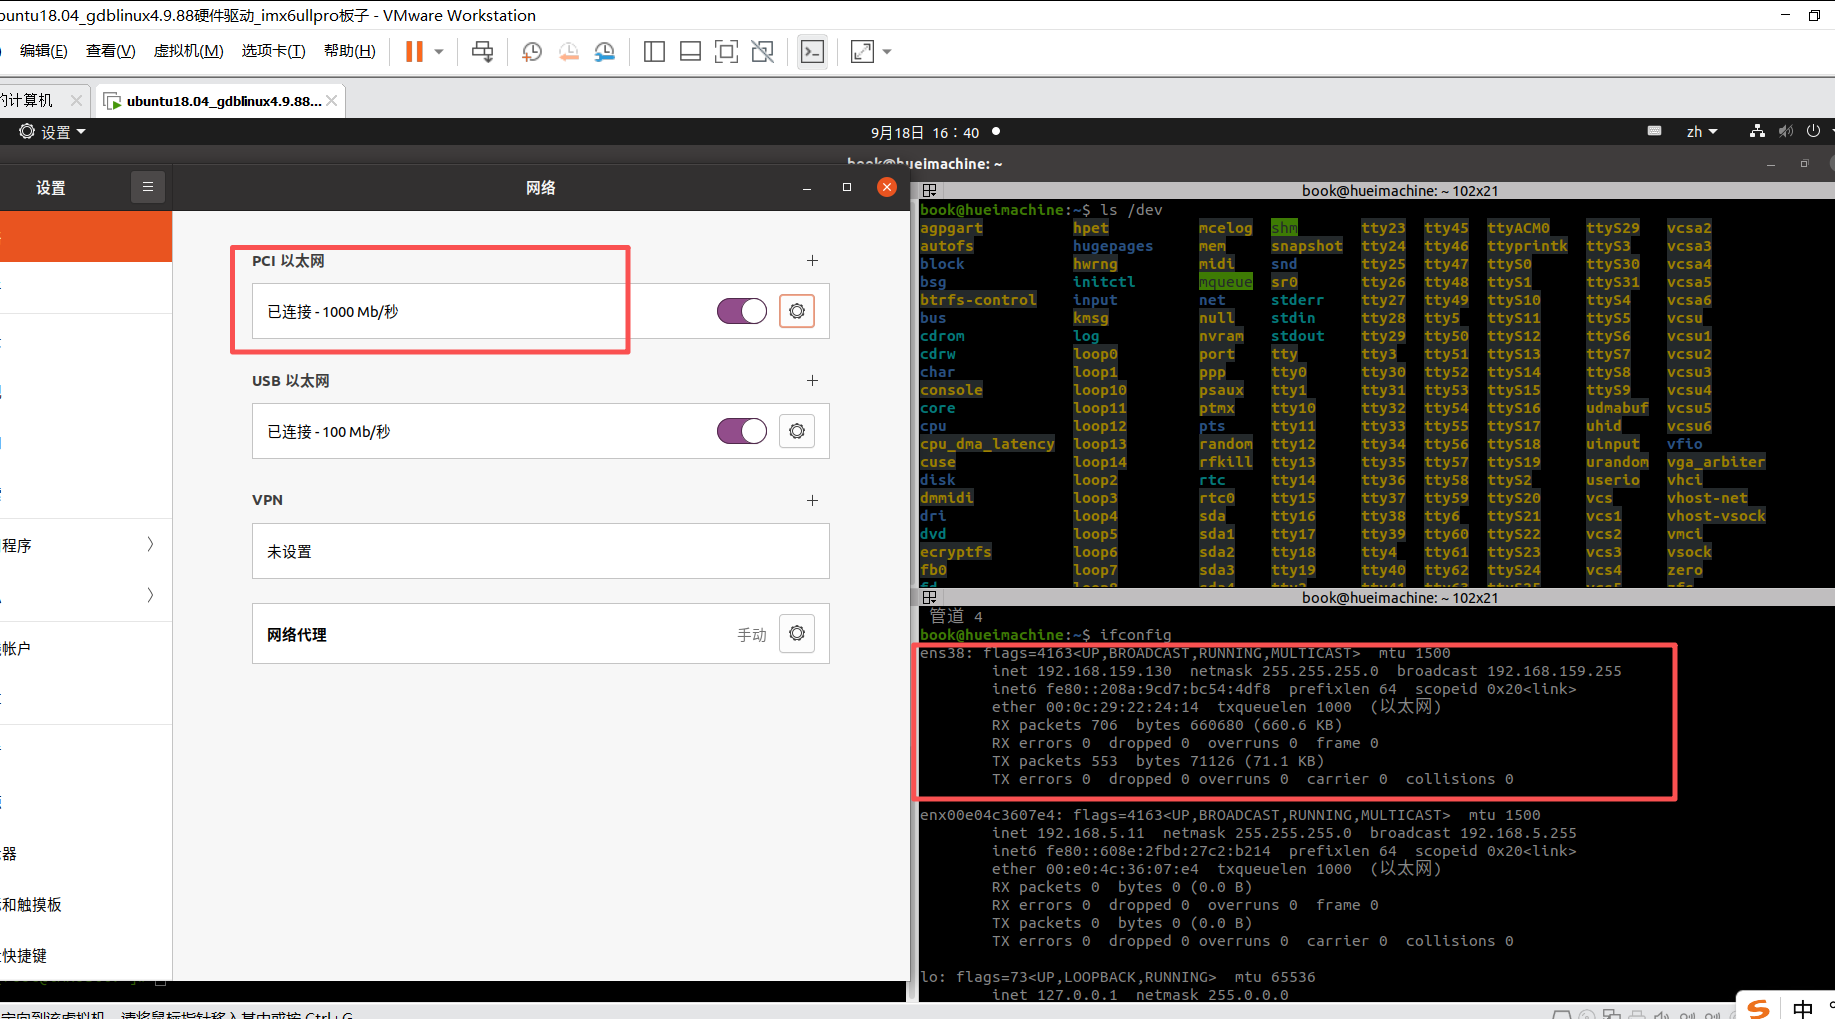 buntu18.04_gdblinux4.9.88硬件驱动_imx6ullpro板子 - VMware Workstation
编辑(E) 查看(V) 虚拟机(M) 选项卡(T) 帮助(H)
的计算机 ubuntu18.04_gdblinux4.9.88...
设置 9月18日 16：40 zh
book@hueimachine: ~
设置 网络
PCI 以太网
已连接 - 1000 Mb/秒
USB 以太网
已连接 - 100 Mb/秒
VPN
未设置
网络代理 手动
程序
帐户
器
和触摸板
快捷键
book@hueimachine: ~ 102x21
book@hueimachine:~$ ls /dev
agpgart hpet mcelog shm tty23 tty45 ttyACM0 ttyS29 vcsa2
autofs hugepages mem snapshot tty24 tty46 ttyprintk ttyS3 vcsa3
block hwrng midi snd tty25 tty47 ttyS0 ttyS30 vcsa4
bsg initctl mqueue sr0 tty26 tty48 ttyS1 ttyS31 vcsa5
btrfs-control input net stderr tty27 tty49 ttyS10 ttyS4 vcsa6
bus kmsg null stdin tty28 tty5 ttyS11 ttyS5 vcsu
cdrom log nvram stdout tty29 tty50 ttyS12 ttyS6 vcsu1
cdrw loop0 port tty tty3 tty51 ttyS13 ttyS7 vcsu2
char loop1 ppp tty0 tty30 tty52 ttyS14 ttyS8 vcsu3
console loop10 psaux tty1 tty31 tty53 ttyS15 ttyS9 vcsu4
core loop11 ptmx tty10 tty32 tty54 ttyS16 udmabuf vcsu5
cpu loop12 pts tty11 tty33 tty55 ttyS17 uhid vcsu6
cpu_dma_latency loop13 random tty12 tty34 tty56 ttyS18 uinput vfio
cuse loop14 rfkill tty13 tty35 tty57 ttyS19 urandom vga_arbiter
disk loop2 rtc tty14 tty36 tty58 ttyS2 userio vhci
dmmidi loop3 rtc0 tty15 tty37 tty59 ttyS20 vcs vhost-net
dri loop4 sda tty16 tty38 tty6 ttyS21 vcs1 vhost-vsock
dvd loop5 sda1 tty17 tty39 tty60 ttyS22 vcs2 vmci
ecryptfs loop6 sda2 tty18 tty4 tty61 ttyS23 vcs3 vsock
fb0 loop7 sda3 tty19 tty40 tty62 ttyS24 vcs4 zero
book@hueimachine: ~ 102x21
管道 4
book@hueimachine:~$ ifconfig
ens38: flags=4163<UP,BROADCAST,RUNNING,MULTICAST> mtu 1500
inet 192.168.159.130 netmask 255.255.255.0 broadcast 192.168.159.255
inet6 fe80::208a:9cd7:bc54:4df8 prefixlen 64 scopeid 0x20<link>
ether 00:0c:29:22:24:14 txqueuelen 1000 (以太网)
RX packets 706 bytes 660680 (660.6 KB)
RX errors 0 dropped 0 overruns 0 frame 0
TX packets 553 bytes 71126 (71.1 KB)
TX errors 0 dropped 0 overruns 0 carrier 0 collisions 0
enx00e04c3607e4: flags=4163<UP,BROADCAST,RUNNING,MULTICAST> mtu 1500
inet 192.168.5.11 netmask 255.255.255.0 broadcast 192.168.5.255
inet6 fe80::608e:2fbd:27c2:b214 prefixlen 64 scopeid 0x20<link>
ether 00:e0:4c:36:07:e4 txqueuelen 1000 (以太网)
RX packets 0 bytes 0 (0.0 B)
RX errors 0 dropped 0 overruns 0 frame 0
TX packets 0 bytes 0 (0.0 B)
TX errors 0 dropped 0 overruns 0 carrier 0 collisions 0
lo: flags=73<UP,LOOPBACK,RUNNING> mtu 65536
inet 127.0.0.1 netmask 255.0.0.0
定向到该虚拟机，请将鼠标指针移入其中或按 Ctrl+G
中